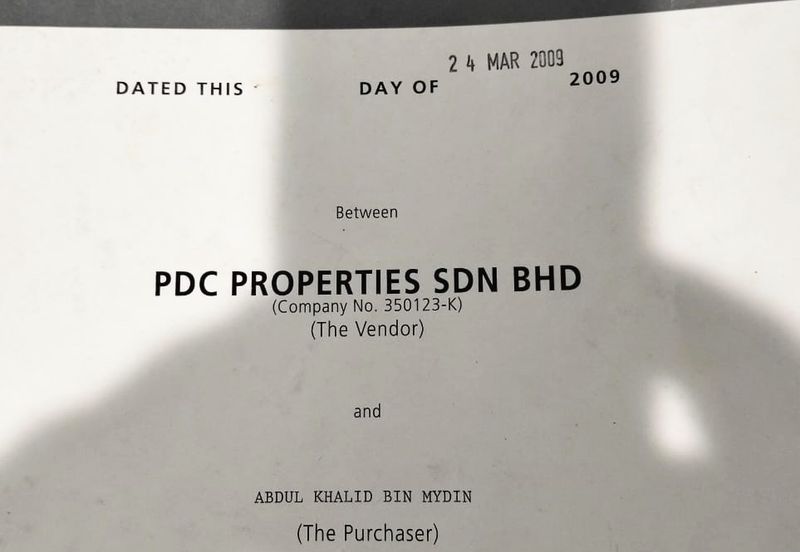 24 MAR 2009
DATED THIS DAY OF 2009
Between
PDC PROPERTIES SDN BHD
(Company No. 350123-K)
(The Vendor)
and
ABDUL KHALID BIN MYDIN
(The Purchaser)